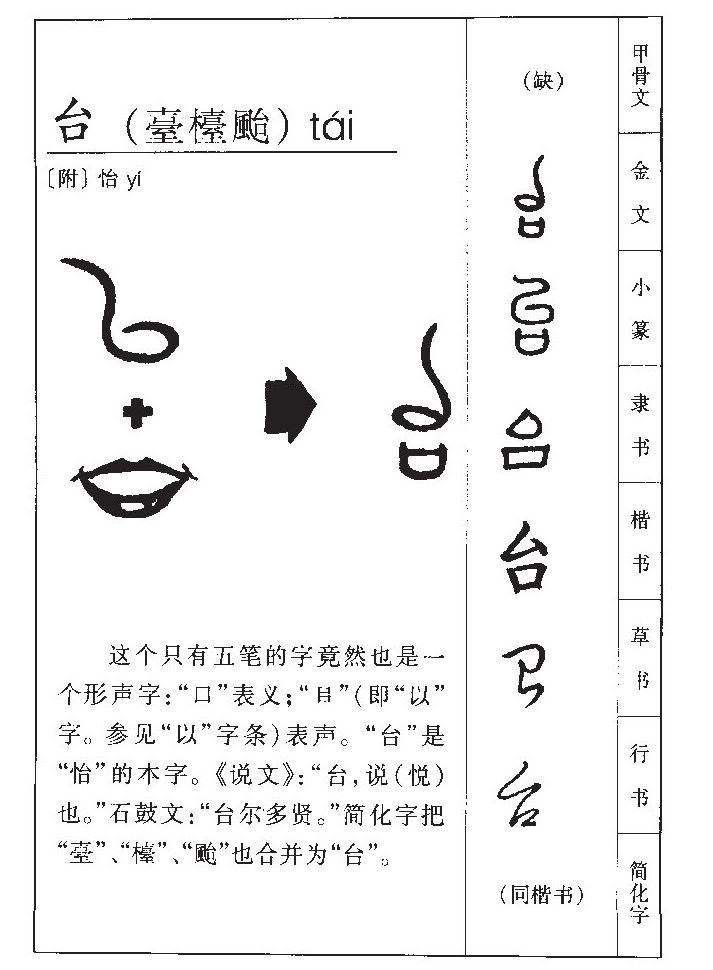 台（臺檯颱）tái
〔附〕怡 yí
这个只有五笔的字竟然也是一
个形声字：“口”表义；“㠯”（即“以”
字。参见“以”字条）表声。“台”是
“怡”的本字。《说文》：“台，说（悦）
也。”石鼓文：“台尔多贤。”简化字把
“臺”、“檯”、“颱”也合并为“台”。
（缺）
甲骨文
金文
小篆
隶书
台
楷书
草书
行书
（同楷书）
简化字